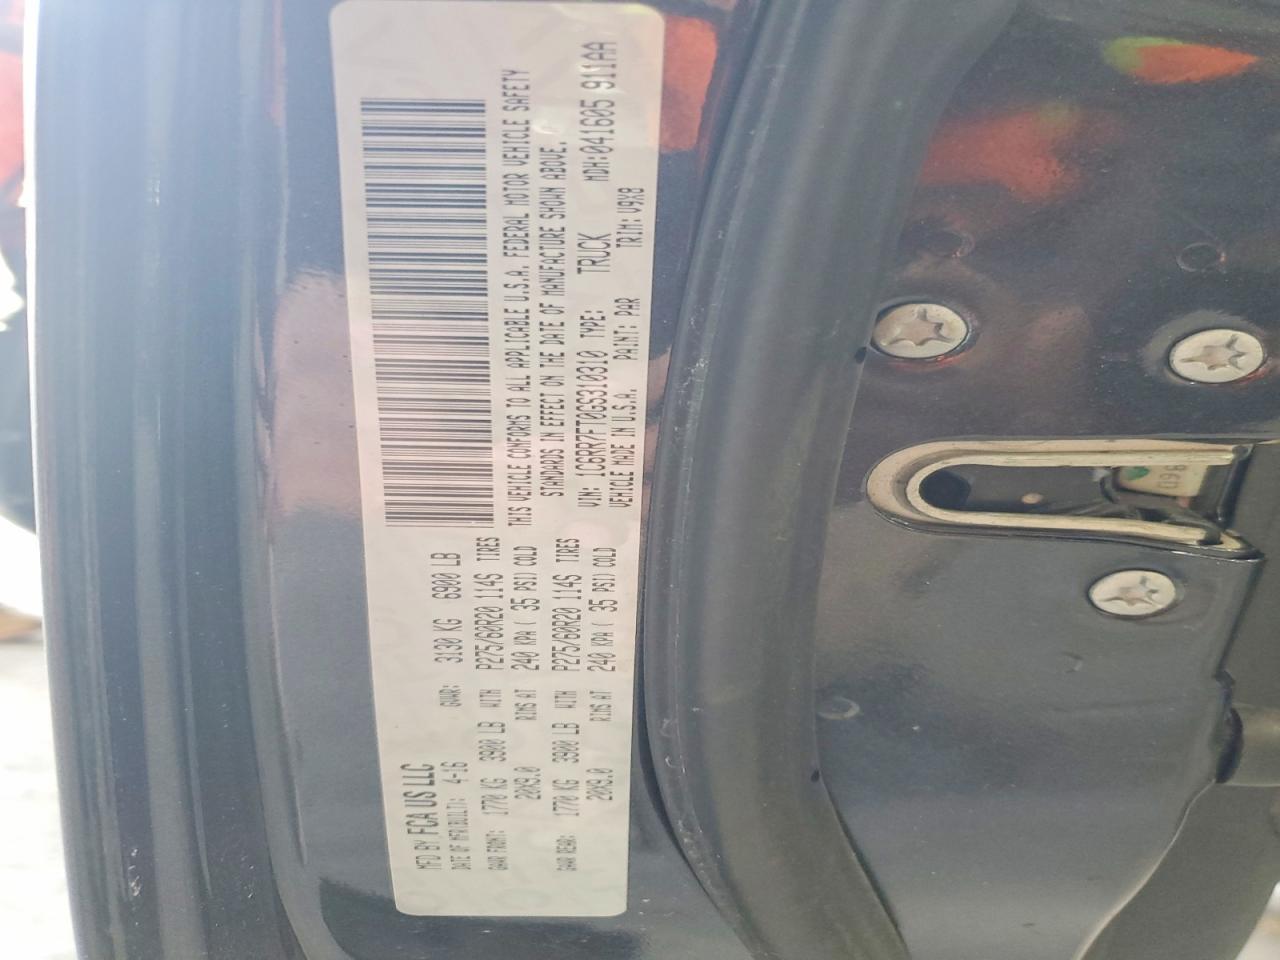 MFD BY FCA US LLC
DATE OF MFR(BUILT): 4-16 GVWR: 3130 KG 6900 LB
GAWR FRONT: 1770 KG 3900 LB WITH P275/60R20 114S TIRES
20X9.0 RIMS AT 240 KPA ( 35 PSI) COLD
GAWR REAR: 1770 KG 3900 LB WITH P275/60R20 114S TIRES
20X9.0 RIMS AT 240 KPA ( 35 PSI) COLD
THIS VEHICLE CONFORMS TO ALL APPLICABLE U.S.A. FEDERAL MOTOR VEHICLE SAFETY
STANDARDS IN EFFECT ON THE DATE OF MANUFACTURE SHOWN ABOVE.
VIN: 1C6RR7FT0GS310310 TYPE: TRUCK MDH:041605 911AA
VEHICLE MADE IN U.S.A. PAINT: PAR TRIM: V9X8